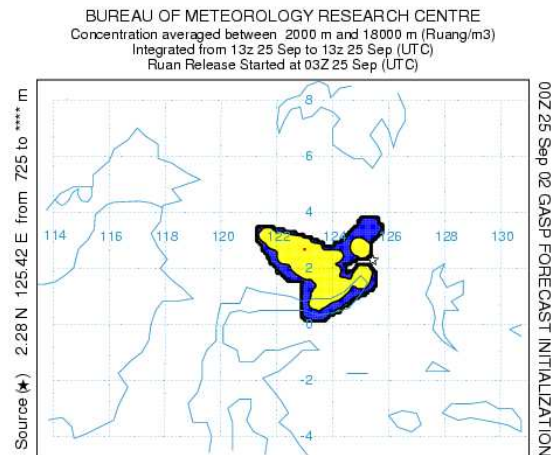 BUREAU OF METEOROLOGY RESEARCH CENTRE
Concentration averaged between 2000 m and 18000 m (Ruang/m3)
Integrated from 13z 25 Sep to 13z 25 Sep (UTC)
Ruan Release Started at 03Z 25 Sep (UTC)
Source (★) 2.28 N 125.42 E from 725 to **** m
00Z 25 Sep 02 GASP FORECAST INITIALIZATION
8
6
4
114 116 118 120 122 124 126 128 130
2
0
-2
-4